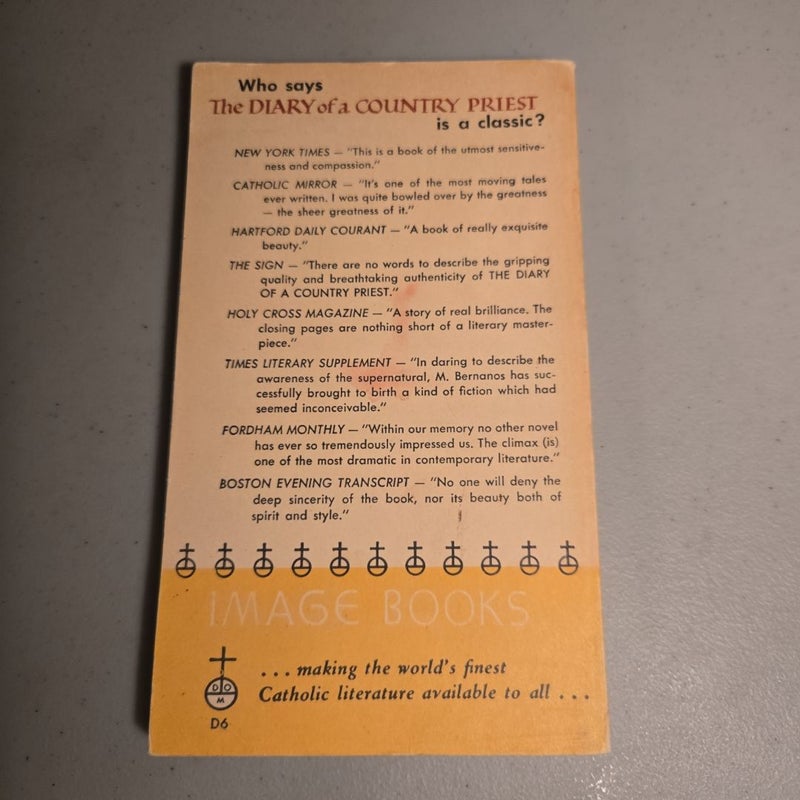 Who says
The DIARY of a COUNTRY PRIEST
is a classic?
NEW YORK TIMES — "This is a book of the utmost sensitive-
ness and compassion."
CATHOLIC MIRROR — "It's one of the most moving tales
ever written. I was quite bowled over by the greatness
— the sheer greatness of it."
HARTFORD DAILY COURANT — "A book of really exquisite
beauty."
THE SIGN — "There are no words to describe the gripping
quality and breathtaking authenticity of THE DIARY
OF A COUNTRY PRIEST."
HOLY CROSS MAGAZINE — "A story of real brilliance. The
closing pages are nothing short of a literary master-
piece."
TIMES LITERARY SUPPLEMENT — "In daring to describe the
awareness of the supernatural, M. Bernanos has suc-
cessfully brought to birth a kind of fiction which had
seemed inconceivable."
FORDHAM MONTHLY — "Within our memory no other novel
has ever so tremendously impressed us. The climax (is)
one of the most dramatic in contemporary literature."
BOSTON EVENING TRANSCRIPT — "No one will deny the
deep sincerity of the book, nor its beauty both of
spirit and style."
IMAGE BOOKS
. . . making the world's finest
Catholic literature available to all . . .
D O
M
D6